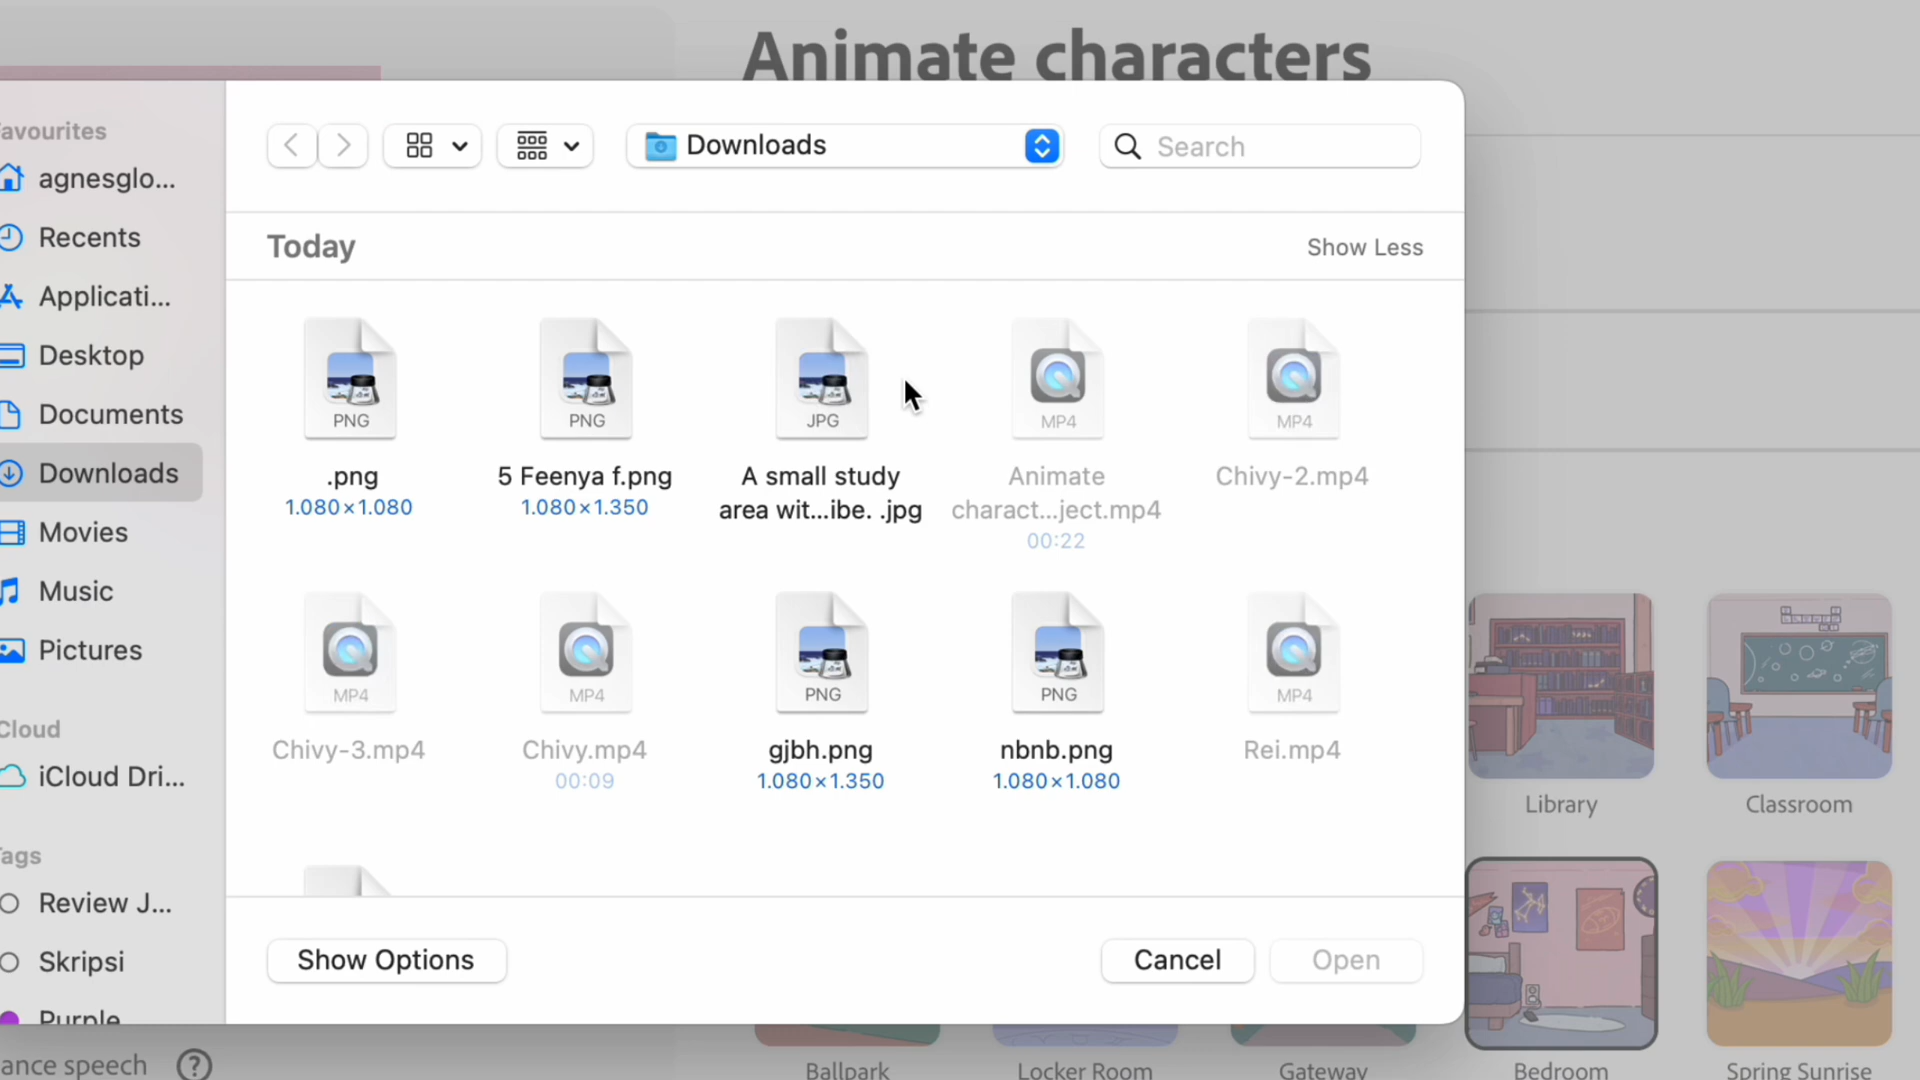 Animate characters
avourites
agnesglo...
Recents
Applicati...
Desktop
Documents
Downloads
Movies
Music
Pictures
Cloud
iCloud Dri...
ags
Review J...
Skripsi
Purple
Downloads
Search
Today
Show Less
PNG
.png
1.080×1.080
PNG
5 Feenya f.png
1.080×1.350
JPG
A small study
area wit...ibe. .jpg
MP4
Animate
charact...ject.mp4
00:22
MP4
Chivy-2.mp4
MP4
Chivy-3.mp4
MP4
Chivy.mp4
00:09
PNG
gjbh.png
1.080×1.350
PNG
nbnb.png
1.080×1.080
MP4
Rei.mp4
Show Options
Cancel
Open
Library
Classroom
Ballpark
Locker Room
Gateway
Bedroom
Spring Sunrise
ance speech
?